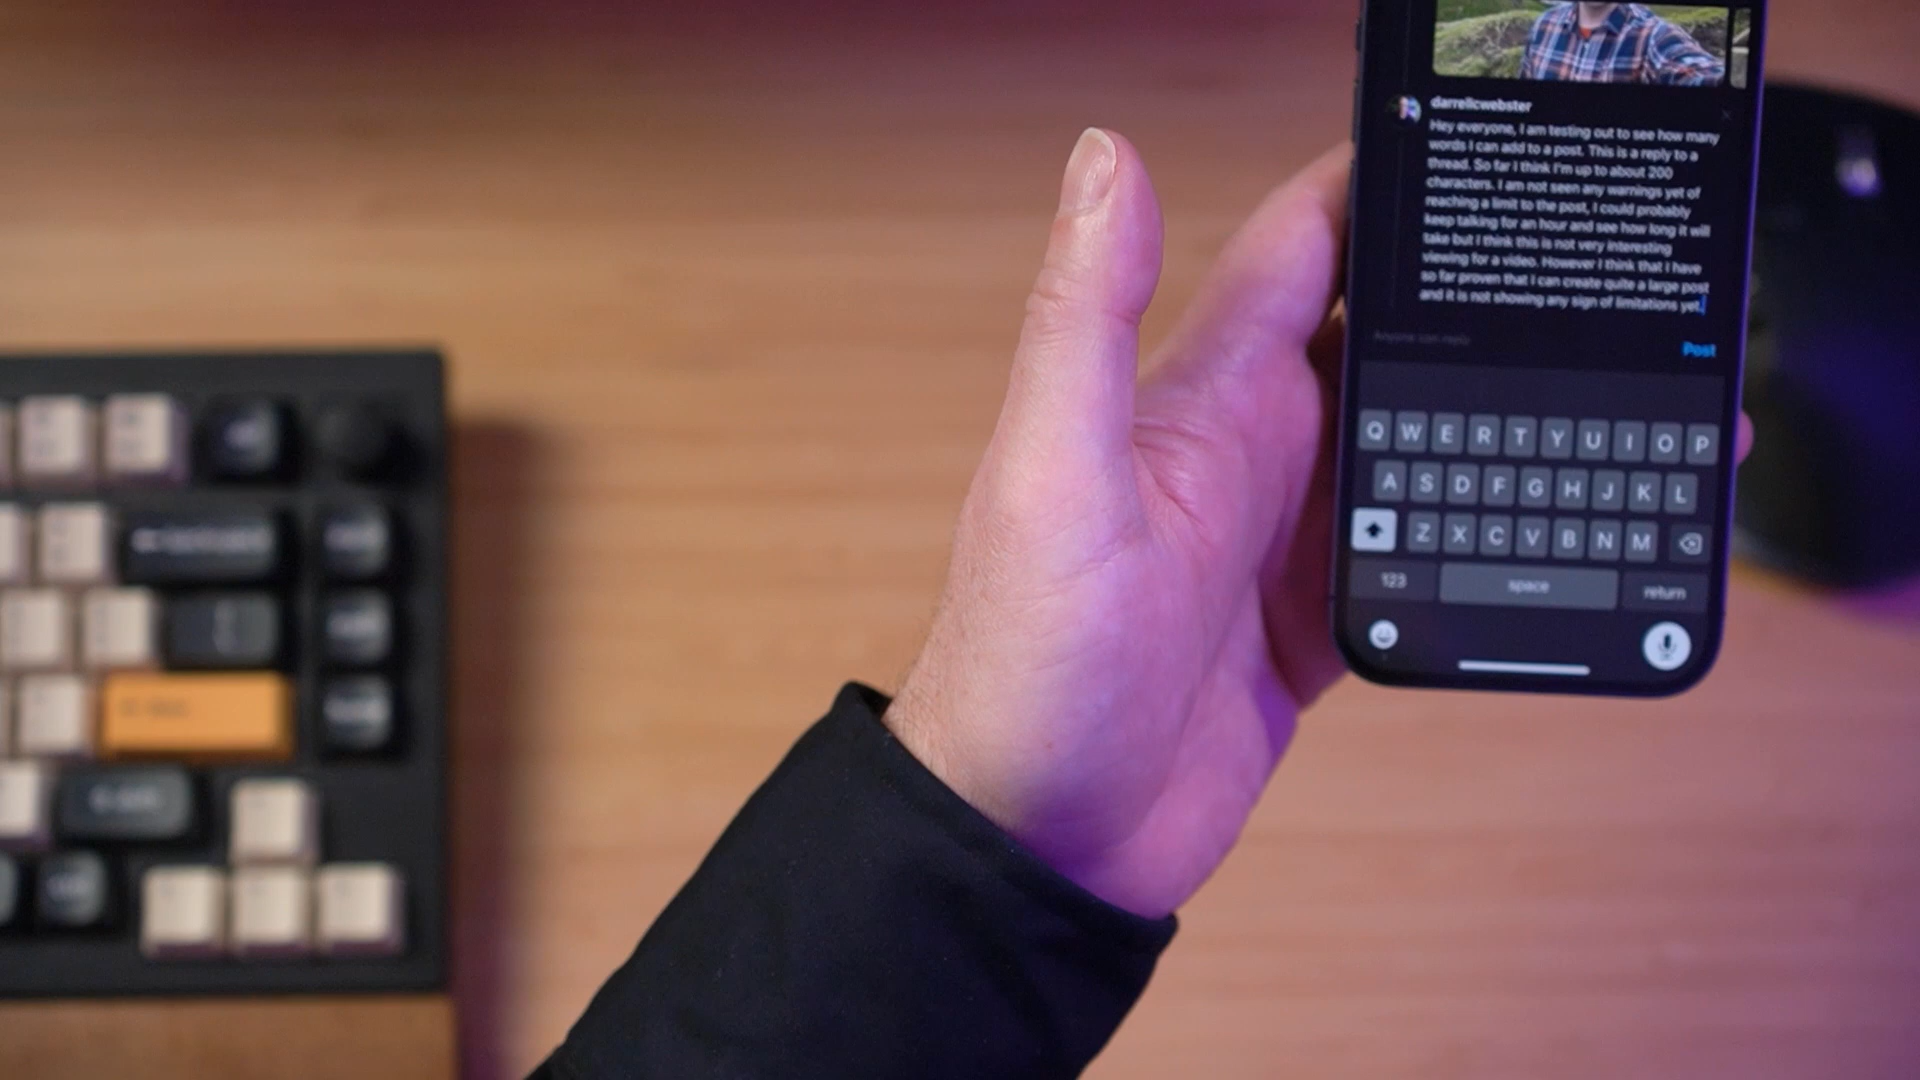 darrellcwebster
Hey everyone, I am testing out to see how many
words I can add to a post. This is a reply to a
thread. So far I think I'm up to about 200
characters. I am not seen any warnings yet of
reaching a limit to the post, I could probably
keep talking for an hour and see how long it will
take but I think this is not very interesting
viewing for a video. However I think that I have
so far proven that I can create quite a large post
and it is not showing any sign of limitations yet.
Anyone can reply
Post
Q W E R T Y U I O P
A S D F G H J K L
Z X C V B N M
123 space return